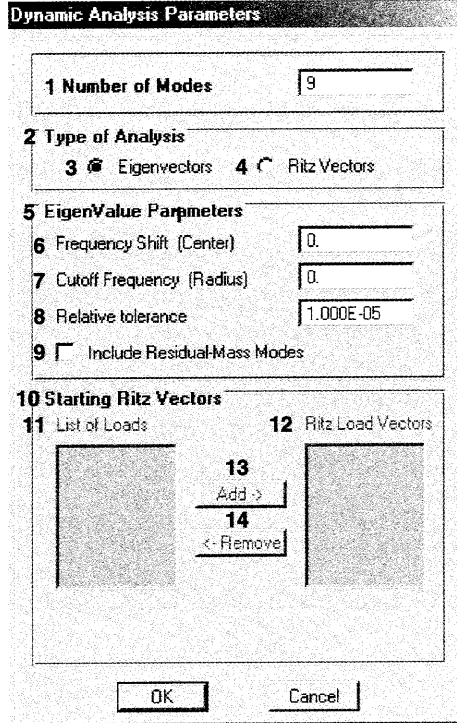 Dynamic Analysis Parameters
1 Number of Modes 9
2 Type of Analysis
3 Eigenvectors 4 Ritz Vectors
5 EigenValue Parameters
6 Frequency Shift (Center) 0.
7 Cutoff Frequency (Radius) 0.
8 Relative tolerance 1.000E-05
9 Include Residual-Mass Modes
10 Starting Ritz Vectors
11 List of Loads 12 Ritz Load Vectors
13
Add ->
14
<- Remove
OK Cancel